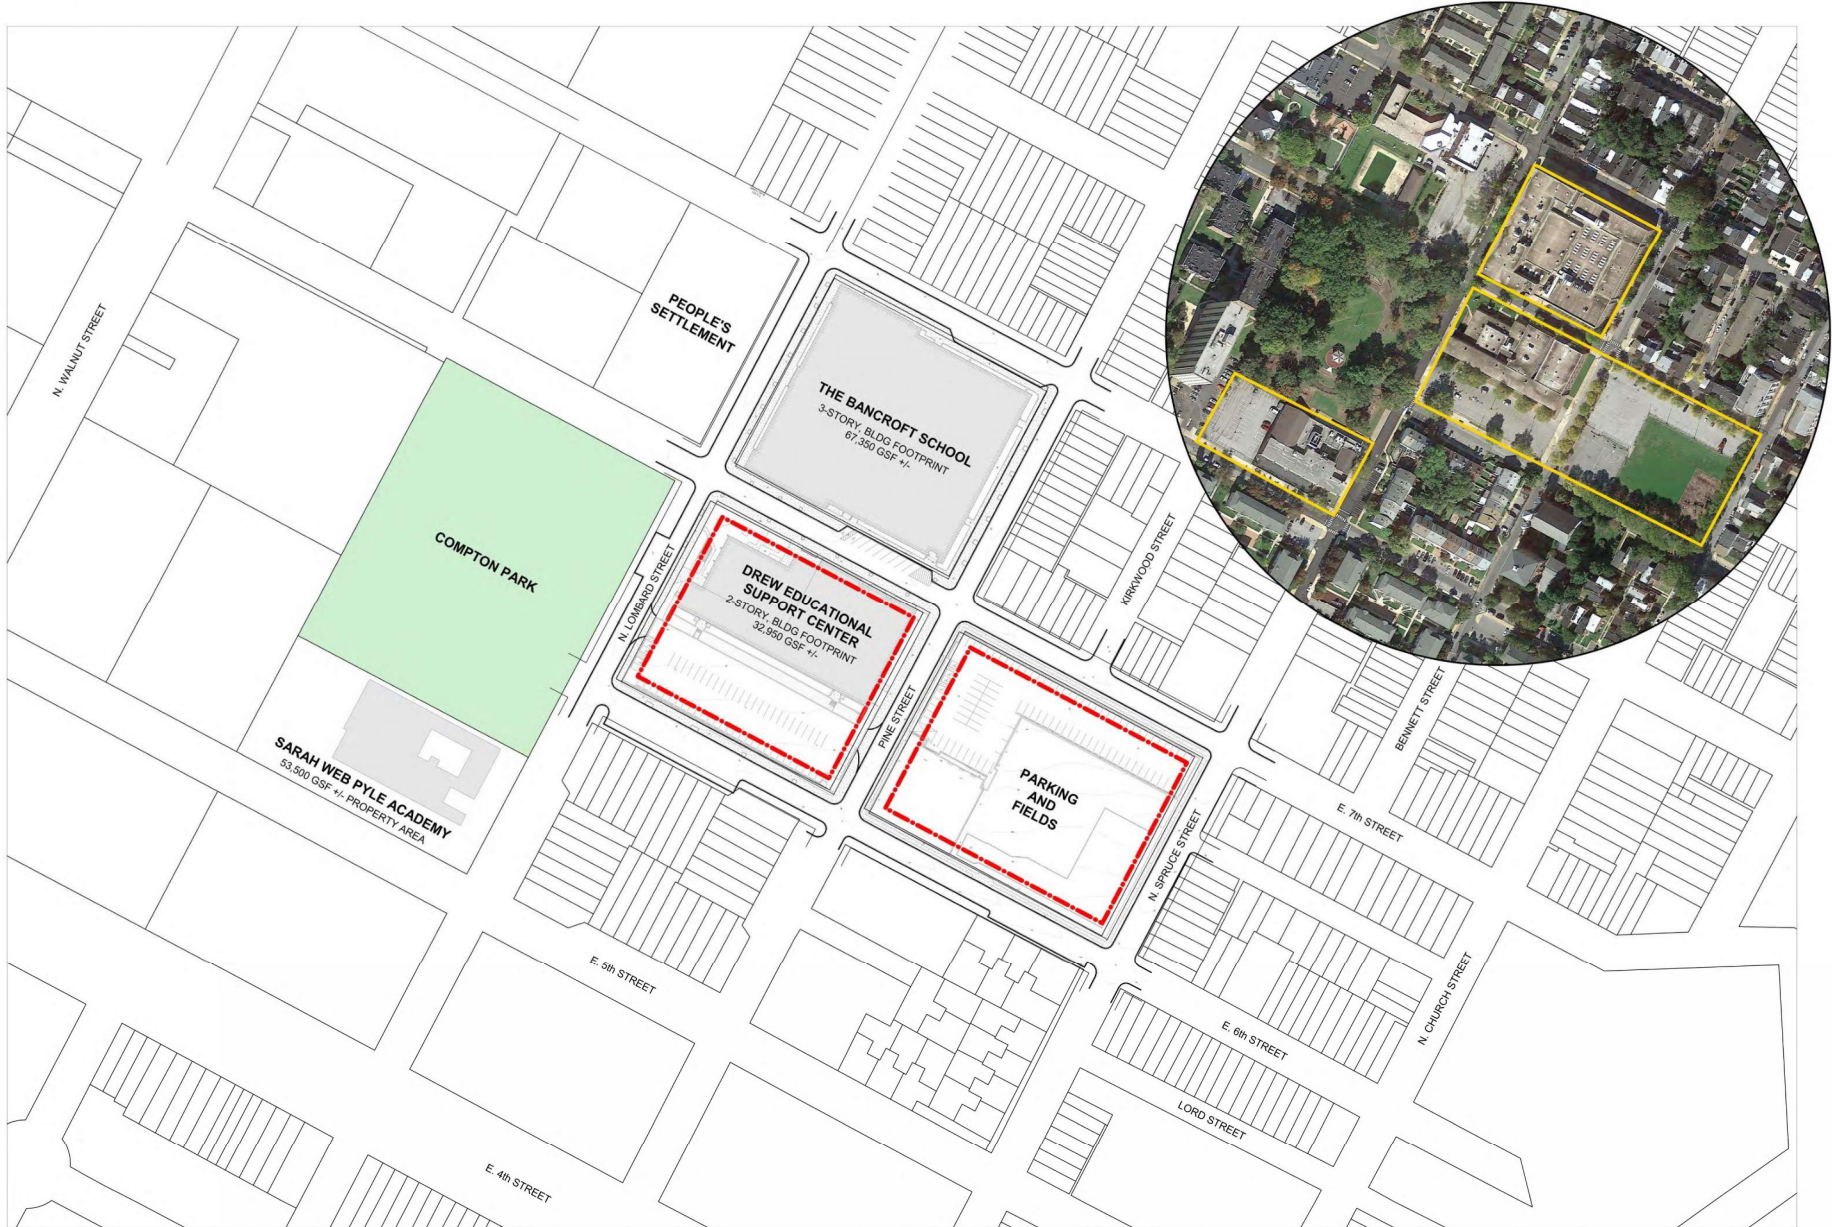 N. WALNUT STREET
PEOPLE'S
SETTLEMENT
THE BANCROFT SCHOOL
3-STORY, BLDG FOOTPRINT
67,350 GSF +/-
COMPTON PARK
N. LOMBARD STREET
DREW EDUCATIONAL
SUPPORT CENTER
2-STORY, BLDG FOOTPRINT
32,950 GSF +/-
KIRKWOOD STREET
PINE STREET
BENNETT STREET
SARAH WEB PYLE ACADEMY
53,500 GSF +/- PROPERTY AREA
PARKING
AND
FIELDS
E. 7th STREET
N. SPRUCE STREET
E. 5th STREET
N. CHURCH STREET
E. 6th STREET
LORD STREET
E. 4th STREET